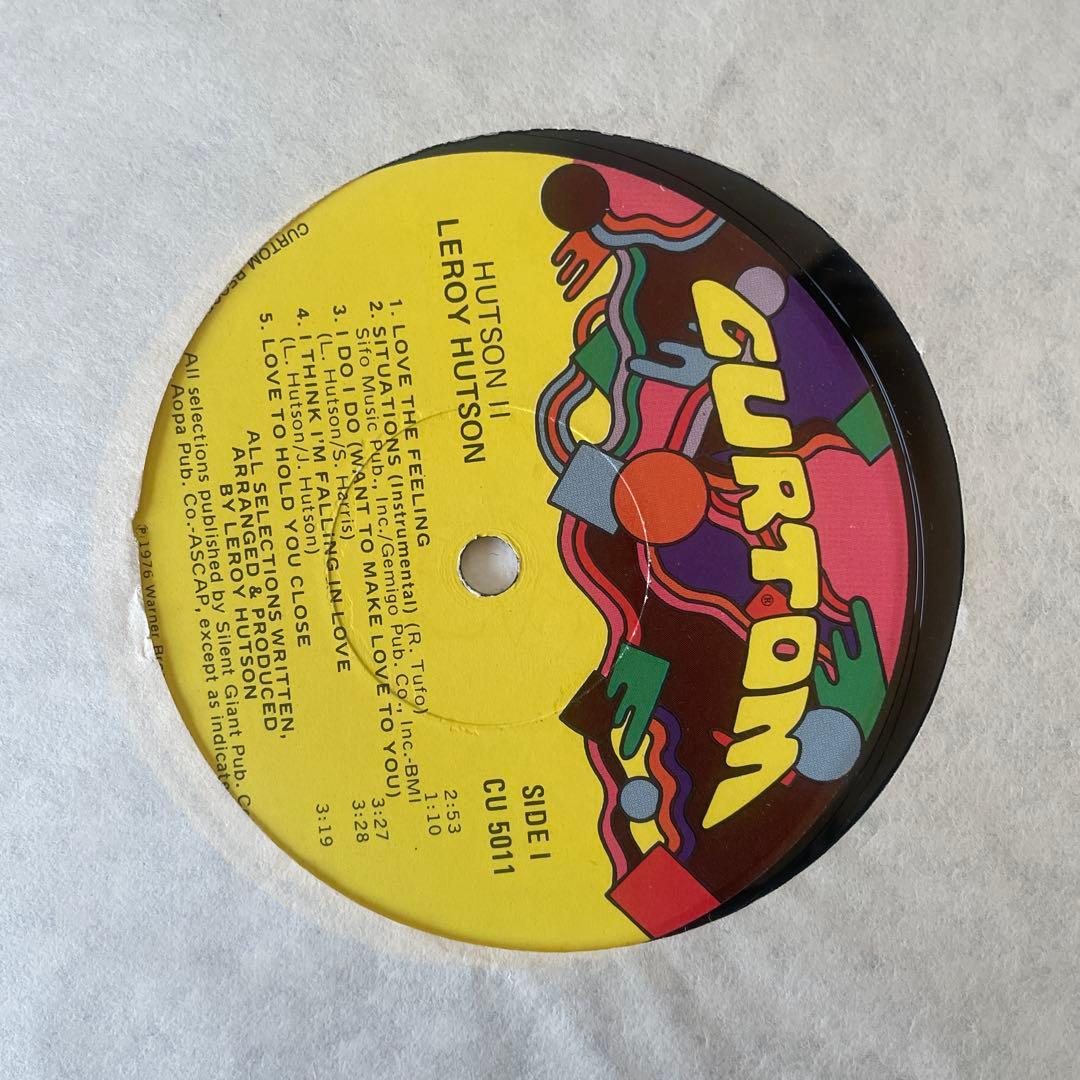 CURTOM
®
HUTSON II
LEROY HUTSON
SIDE I
CU 5011
1. LOVE THE FEELING 2:53
2. SITUATIONS (Instrumental) (R. Tufo) 1:10
Sifo Music Pub., Inc./Gemigo Pub. Co., Inc.-BMI
3. I DO I DO (WANT TO MAKE LOVE TO YOU) 3:27
(L. Hutson/S. Harris)
4. I THINK I'M FALLING IN LOVE 3:28
(L. Hutson/J. Hutson)
5. LOVE TO HOLD YOU CLOSE 3:19
ALL SELECTIONS WRITTEN,
ARRANGED & PRODUCED
BY LEROY HUTSON
All selections published by Silent Giant Pub.
Aopa Pub. Co.-ASCAP, except as
CURTOM
℗ 1976 Warner